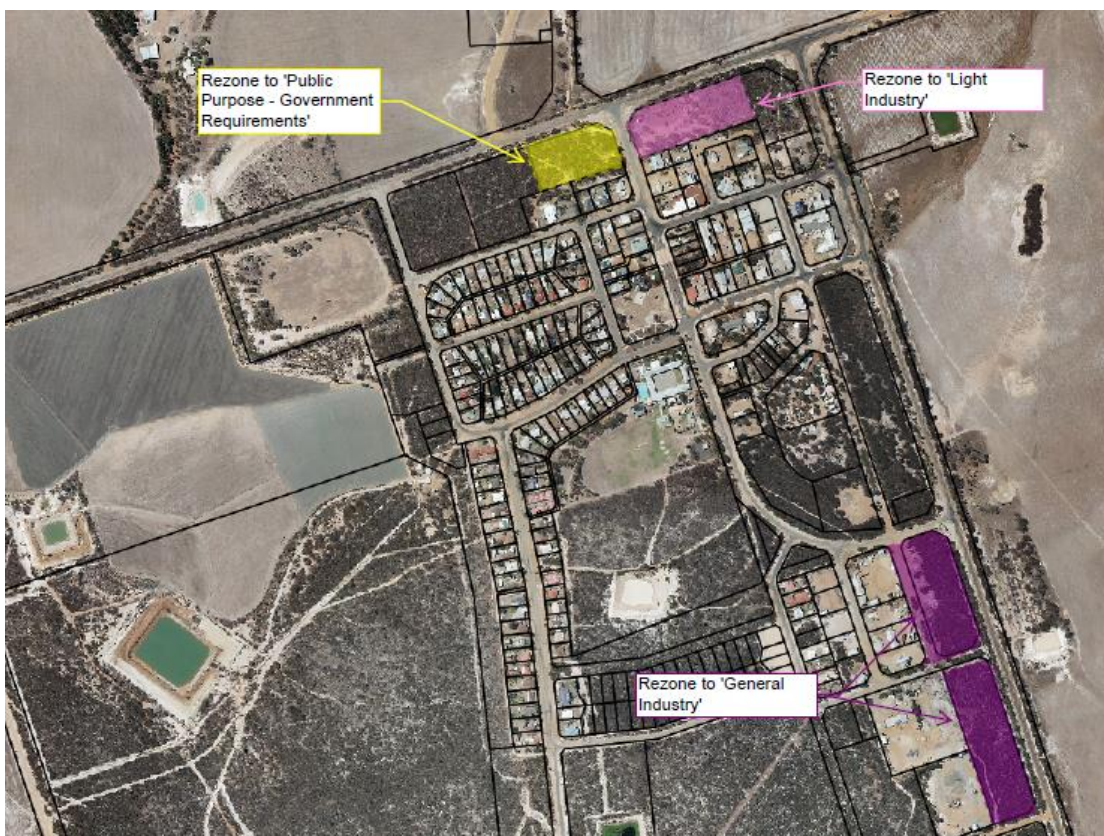 Rezone to 'Public
Purpose - Government
Requirements'
Rezone to 'Light
Industry'
Rezone to 'General
Industry'